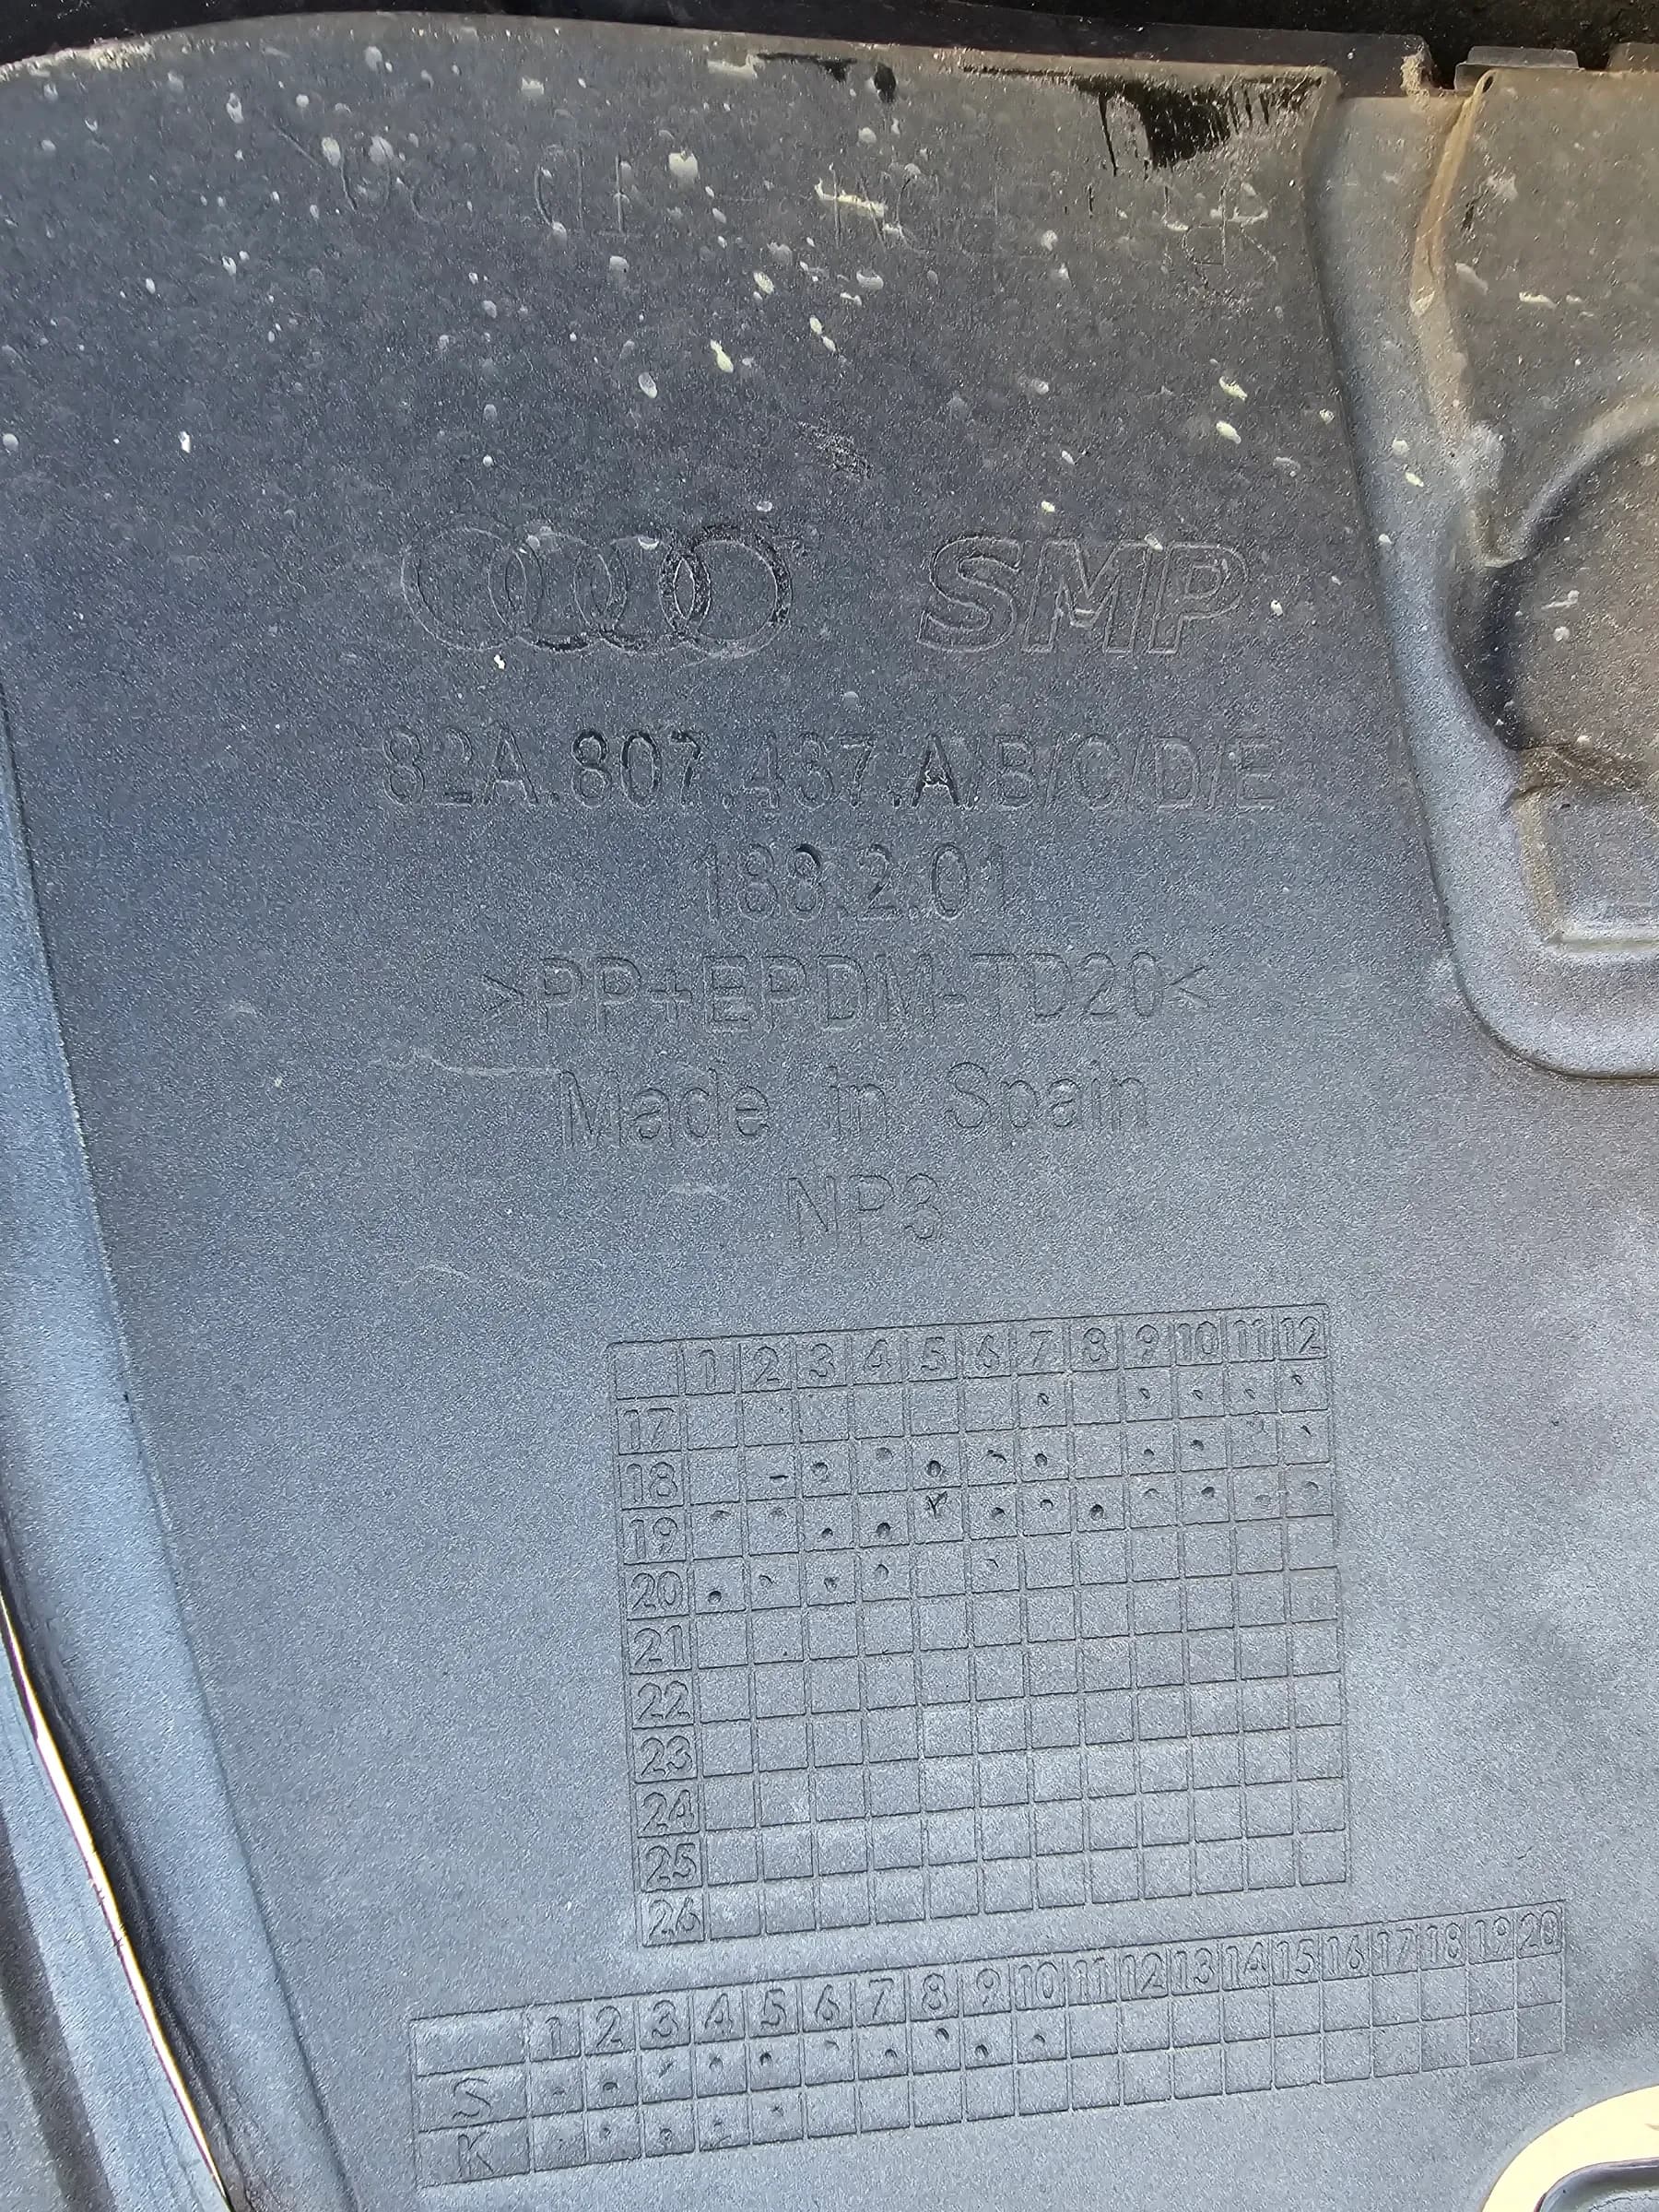 SMP
82A.807.437.A/B/C/D/E
188.2.01
>PP+EPDM-TD20<
Made in Spain
NP3
1 2 3 4 5 6 7 8 9 10 11 12
17
18
19
20
21
22
23
24
25
26
1 2 3 4 5 6 7 8 9 10 11 12 13 14 15 16 17 18 19 20
S
K